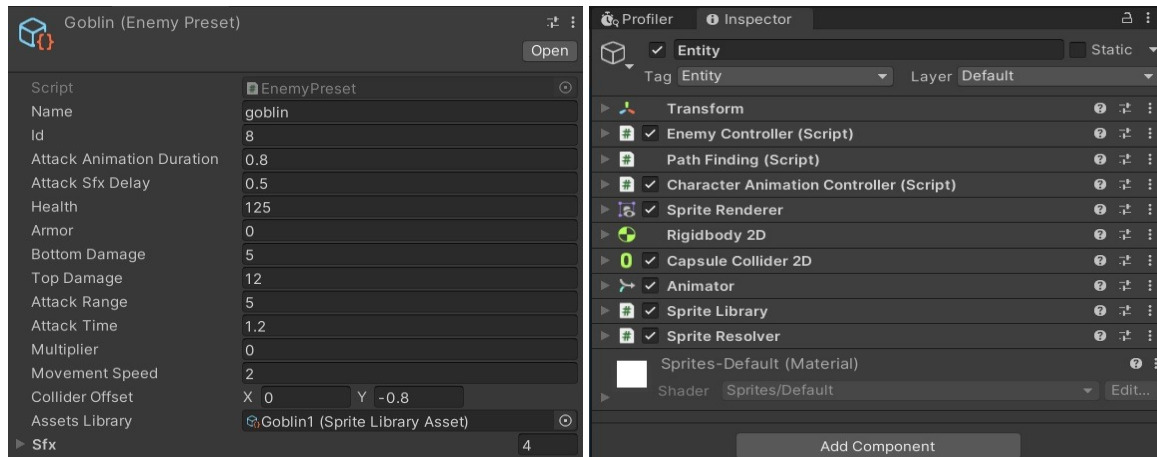 Goblin (Enemy Preset)
Open
Script EnemyPreset
Name goblin
Id 8
Attack Animation Duration 0.8
Attack Sfx Delay 0.5
Health 125
Armor 0
Bottom Damage 5
Top Damage 12
Attack Range 5
Attack Time 1.2
Multiplier 0
Movement Speed 2
Collider Offset X 0 Y -0.8
Assets Library Goblin1 (Sprite Library Asset)
Sfx 4
Profiler Inspector
Entity Static
Tag Entity Layer Default
Transform
# Enemy Controller (Script)
# Path Finding (Script)
# Character Animation Controller (Script)
Sprite Renderer
Rigidbody 2D
Capsule Collider 2D
Animator
# Sprite Library
# Sprite Resolver
Sprites-Default (Material)
Shader Sprites/Default Edit...
Add Component